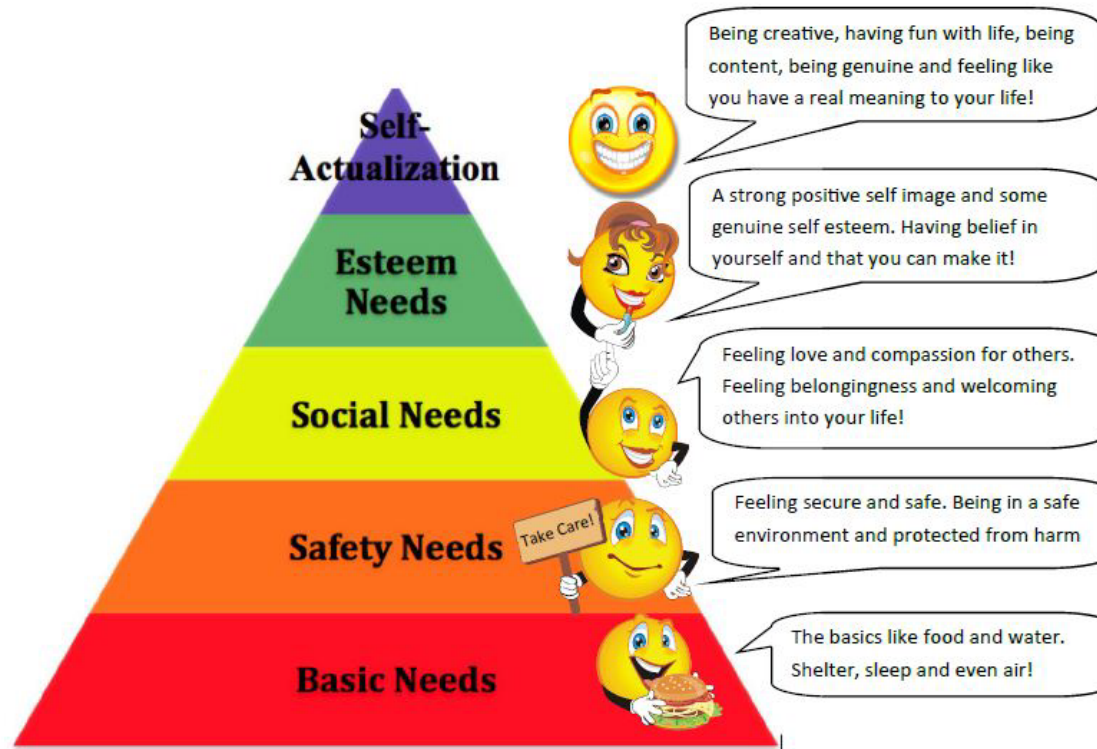 Being creative, having fun with life, being
content, being genuine and feeling like
you have a real meaning to your life!
Self-
Actualization
A strong positive self image and some
genuine self esteem. Having belief in
yourself and that you can make it!
Esteem
Needs
Feeling love and compassion for others.
Feeling belongingness and welcoming
others into your life!
Social Needs
Feeling secure and safe. Being in a safe
environment and protected from harm
Take Care!
Safety Needs
The basics like food and water.
Shelter, sleep and even air!
Basic Needs